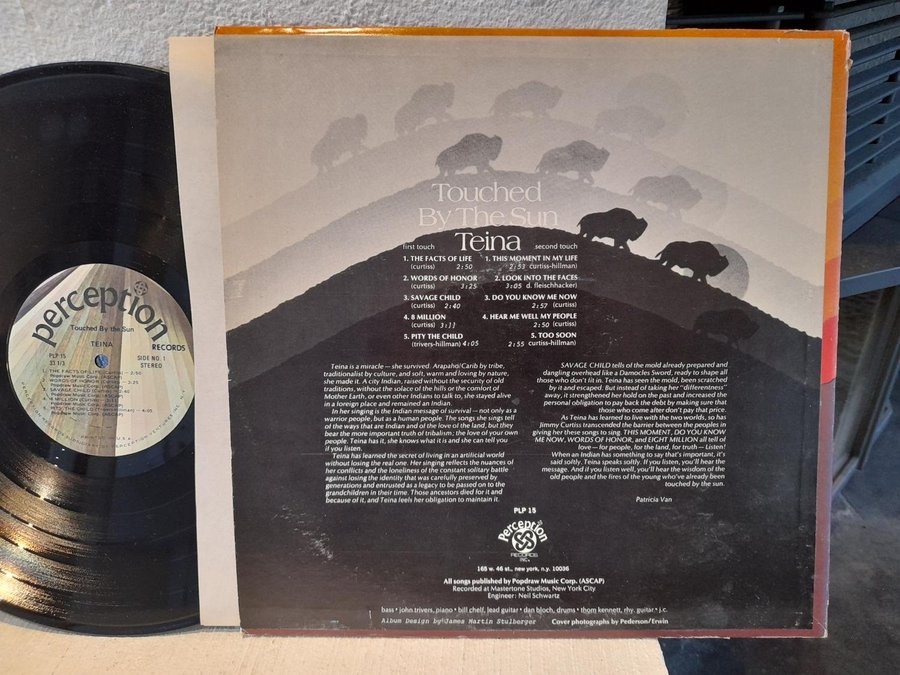 perception
RECORDS
Touched By the Sun
TEINA
PLP 15
33 1/3
SIDE NO. 1
STEREO
1. THE FACTS OF LIFE (Curtiss) - 2:50
Popdraw Music Corp. (ASCAP)
2. WORDS OF HONOR (Curtiss) - 3:25
Popdraw Music Corp. (ASCAP)
Touched
By The Sun
Teina
first touch
1. THE FACTS OF LIFE
(curtiss) 2:50
2. WORDS OF HONOR
(curtiss) 3:25
3. SAVAGE CHILD
(curtiss) 2:40
4. 8 MILLION
(curtiss) 3:11
5. PITY THE CHILD
(trivers-hillman) 4:05
second touch
1. THIS MOMENT IN MY LIFE
2:53 curtiss-hillman)
2. LOOK INTO THE FACES
3:05 d. fleischhacker)
3. DO YOU KNOW ME NOW
2:57 (curtiss)
4. HEAR ME WELL MY PEOPLE
2:50 (curtiss)
5. TOO SOON
2:55 curtiss-hillman)
Teina is a miracle — she survived. Arapaho/Carib by tribe,
traditionalist by culture, and soft, warm and loving by nature;
she made it. A city Indian, raised without the security of old
traditions, without the solace of the hills or the comfort of
Mother Earth, or even other Indians to talk to, she stayed alive
in a foreign place and remained an Indian.
In her singing is the Indian message of survival — not only as a
warrior people, but as a human people. The songs she sings tell
of the ways that are Indian and of the love of the land, but they
bear the more important truth of tribalism; the love of your own
people. Teina has it, she knows what it is and she can tell you
if you listen.
Teina has learned the secret of living in an artificial world
without losing the real one. Her singing reflects the nuances of
her conflicts and the loneliness of the constant solitary battle
against losing the identity that was carefully preserved by
generations and entrusted as a legacy to be passed on to the
grandchildren in their time. Those ancestors died for it and
because of it, and Teina feels her obligation to maintain it.
SAVAGE CHILD tells of the mold already prepared and
dangling overhead like a Damocles Sword, ready to shape all
those who don't fit in. Teina has seen the mold, been scratched
by it and escaped. But instead of taking her "differentness"
away, it strengthened her hold on the past and increased the
personal obligation to pay back the debt by making sure that
those who come after don't pay that price.
As Teina has learned to live with the two worlds, so has
Jimmy Curtiss transcended the barrier between the peoples in
giving her these songs to sing. THIS MOMENT, DO YOU KNOW
ME NOW, WORDS OF HONOR, and EIGHT MILLION all tell of
love — for people, for the land, for truth — Listen!
When an Indian has something to say that's important, it's
said softly. Teina speaks softly. If you listen, you'll hear the
message. And if you listen well, you'll hear the wisdom of the
old people and the fires of the young who've already been
touched by the sun.
Patricia Van
PLP 15
Perception
RECORDS
INC.
165 w. 46 st., new york, n.y. 10036
All songs published by Popdraw Music Corp. (ASCAP)
Recorded at Mastertone Studios, New York City
Engineer: Neil Schwartz
bass • john trivers, piano • bill chelf, lead guitar • dan bloch, drums • thom kennett, rhy. guitar • j.c.
Album Design by James Martin Stulberger
Cover photographs by Pederson/Erwin